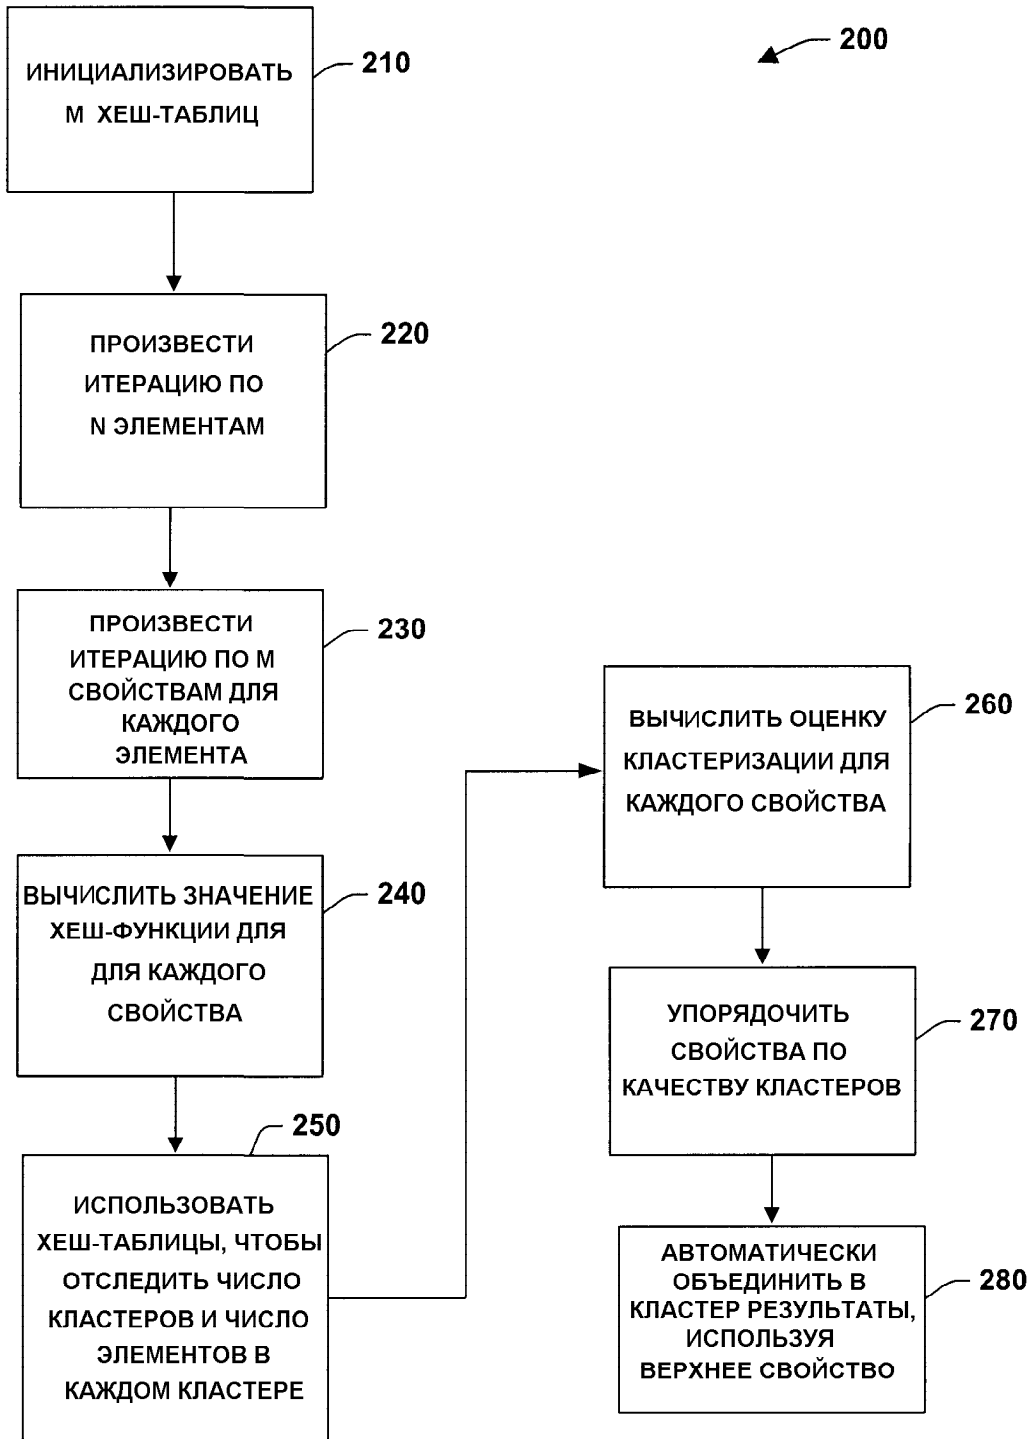 200
ИНИЦИАЛИЗИРОВАТЬ
М ХЕШ-ТАБЛИЦ
210
ПРОИЗВЕСТИ
ИТЕРАЦИЮ ПО
N ЭЛЕМЕНТАМ
220
ПРОИЗВЕСТИ
ИТЕРАЦИЮ ПО М
СВОЙСТВАМ ДЛЯ
КАЖДОГО
ЭЛЕМЕНТА
230
ВЫЧИСЛИТЬ ЗНАЧЕНИЕ
ХЕШ-ФУНКЦИИ ДЛЯ
ДЛЯ КАЖДОГО
СВОЙСТВА
240
ИСПОЛЬЗОВАТЬ
ХЕШ-ТАБЛИЦЫ, ЧТОБЫ
ОТСЛЕДИТЬ ЧИСЛО
КЛАСТЕРОВ И ЧИСЛО
ЭЛЕМЕНТОВ В
КАЖДОМ КЛАСТЕРЕ
250
ВЫЧИСЛИТЬ ОЦЕНКУ
КЛАСТЕРИЗАЦИИ ДЛЯ
КАЖДОГО СВОЙСТВА
260
УПОРЯДОЧИТЬ
СВОЙСТВА ПО
КАЧЕСТВУ КЛАСТЕРОВ
270
АВТОМАТИЧЕСКИ
ОБЪЕДИНИТЬ В
КЛАСТЕР РЕЗУЛЬТАТЫ,
ИСПОЛЬЗУЯ
ВЕРХНЕЕ СВОЙСТВО
280